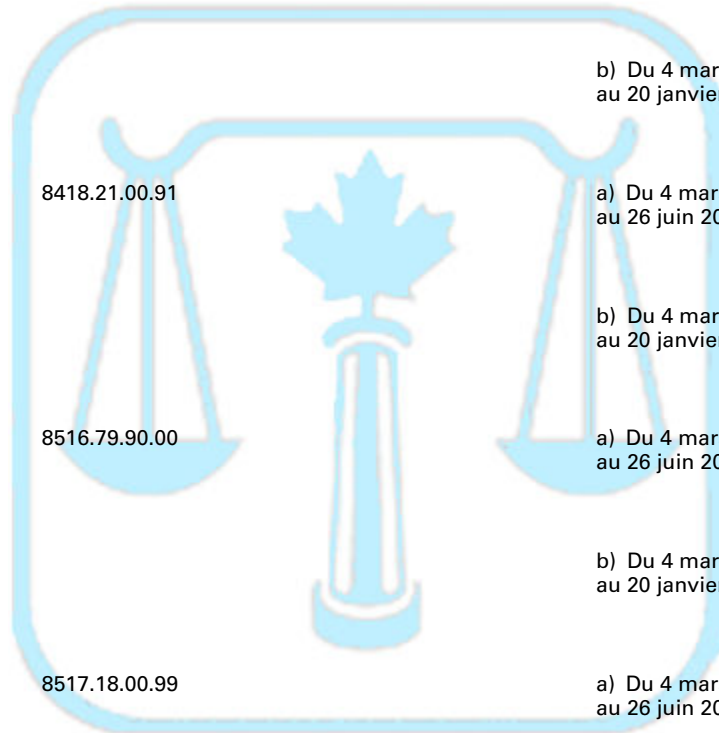 b) Du 4 mar
au 20 janvier
8418.21.00.91 a) Du 4 mar
au 26 juin 20
b) Du 4 mar
au 20 janvier
8516.79.90.00 a) Du 4 mar
au 26 juin 20
b) Du 4 mar
au 20 janvier
8517.18.00.99 a) Du 4 mar
au 26 juin 20